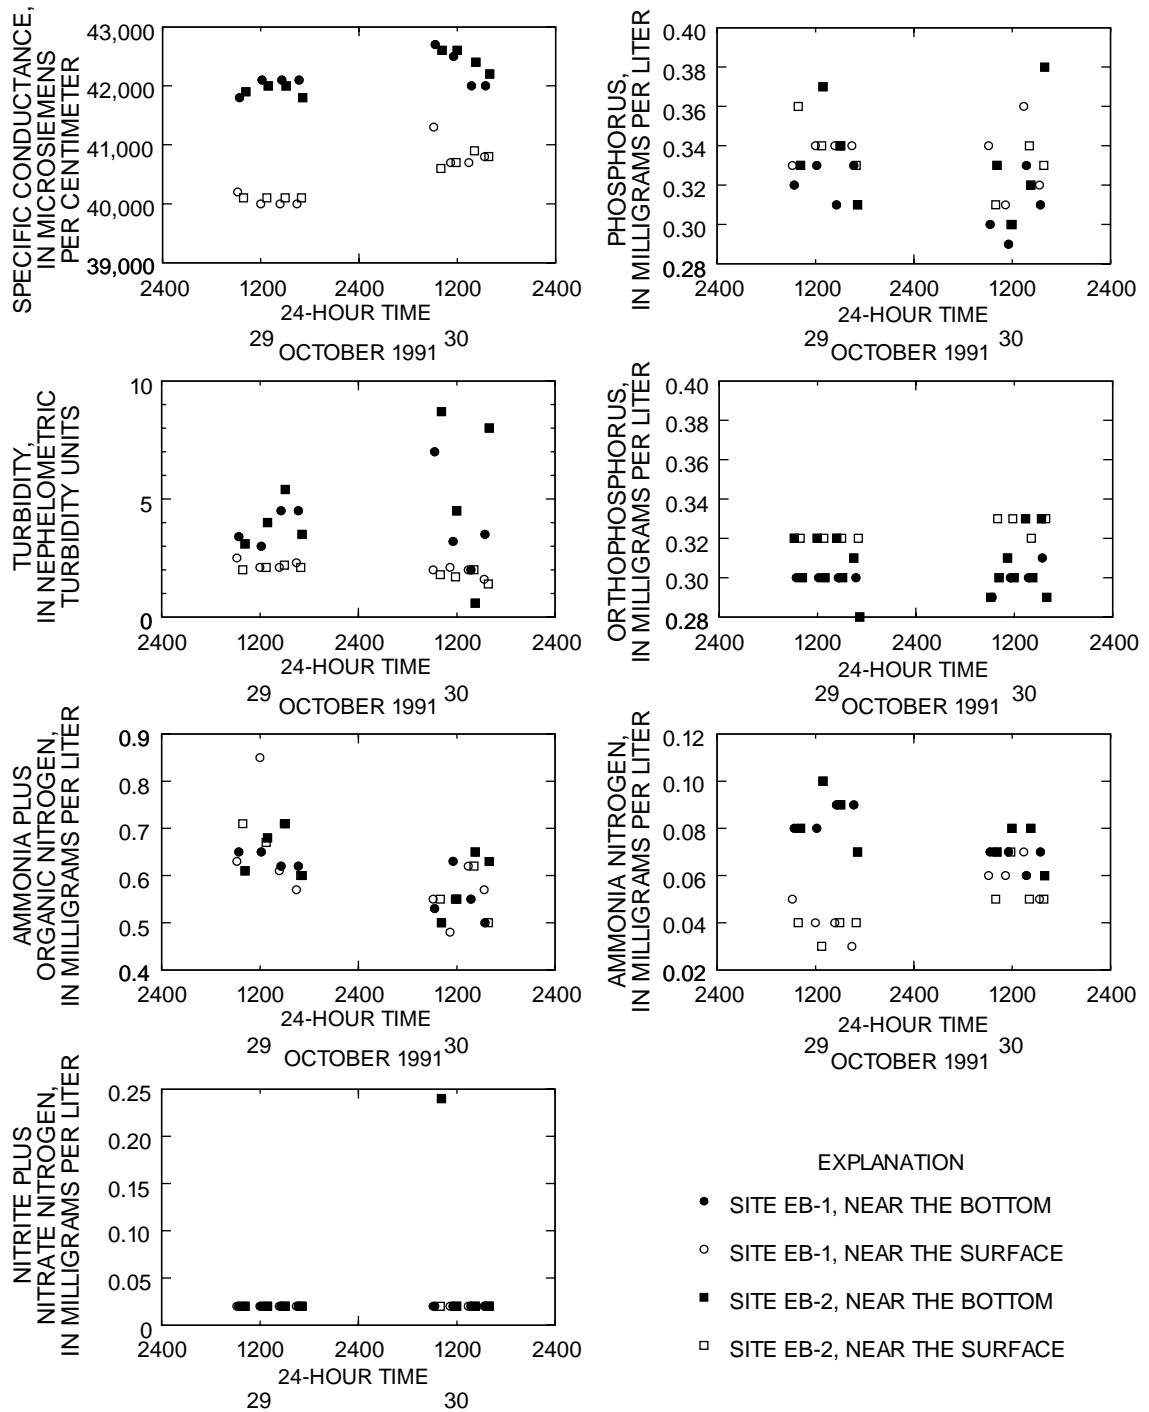 SPECIFIC CONDUCTANCE,
IN MICROSIEMENS
PER CENTIMETER
43,000
42,000
41,000
40,000
39,000
2400 1200 2400 1200 2400
24-HOUR TIME
29 30
OCTOBER 1991
PHOSPHORUS,
IN MILLIGRAMS PER LITER
0.40
0.38
0.36
0.34
0.32
0.30
0.28
2400 1200 2400 1200 2400
24-HOUR TIME
29 30
OCTOBER 1991
TURBIDITY,
IN NEPHELOMETRIC
TURBIDITY UNITS
10
5
0
2400 1200 2400 1200 2400
24-HOUR TIME
29 30
OCTOBER 1991
ORTHOPHOSPHORUS,
IN MILLIGRAMS PER LITER
0.40
0.38
0.36
0.34
0.32
0.30
0.28
2400 1200 2400 1200 2400
24-HOUR TIME
29 30
OCTOBER 1991
AMMONIA PLUS
ORGANIC NITROGEN,
IN MILLIGRAMS PER LITER
0.9
0.8
0.7
0.6
0.5
0.4
2400 1200 2400 1200 2400
24-HOUR TIME
29 30
OCTOBER 1991
AMMONIA NITROGEN,
IN MILLIGRAMS PER LITER
0.12
0.10
0.08
0.06
0.04
0.02
2400 1200 2400 1200 2400
24-HOUR TIME
29 30
OCTOBER 1991
NITRITE PLUS
NITRATE NITROGEN,
IN MILLIGRAMS PER LITER
0.25
0.20
0.15
0.10
0.05
0
2400 1200 2400 1200 2400
24-HOUR TIME
29 30
EXPLANATION
SITE EB-1, NEAR THE BOTTOM
SITE EB-1, NEAR THE SURFACE
SITE EB-2, NEAR THE BOTTOM
SITE EB-2, NEAR THE SURFACE